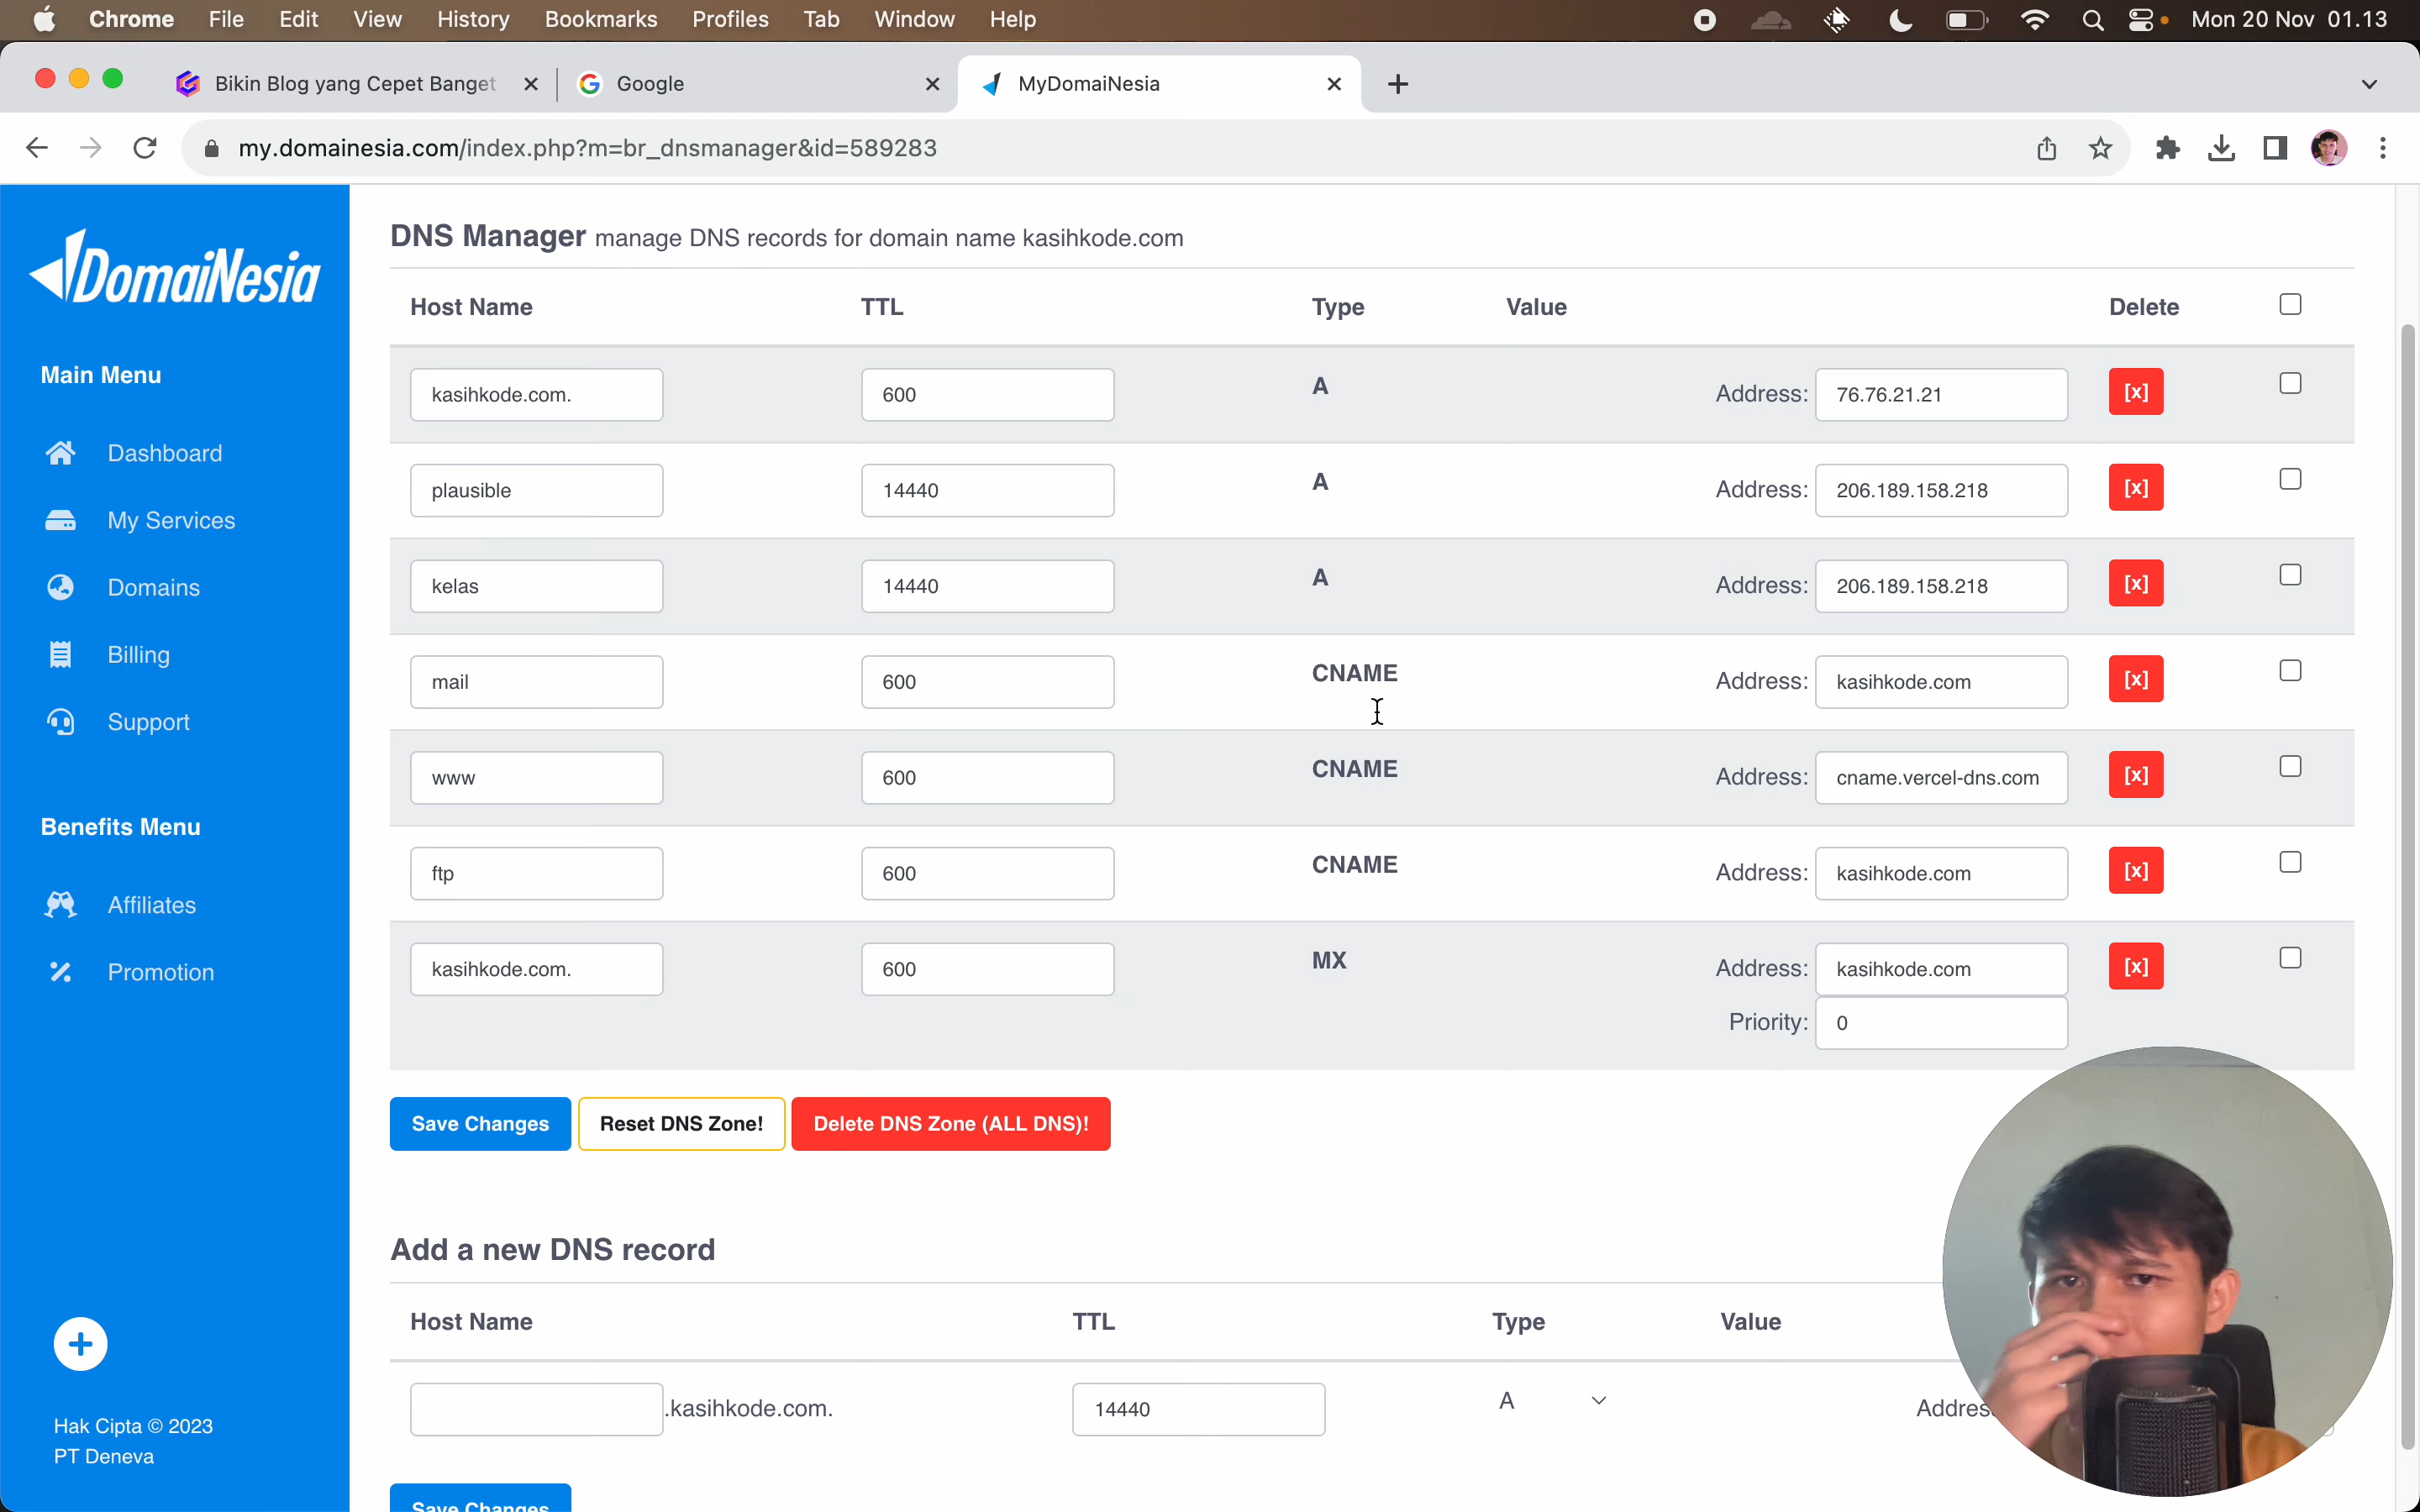 Chrome File Edit View History Bookmarks Profiles Tab Window Help Mon 20 Nov 01.13
Bikin Blog yang Cepet Banget Google MyDomaiNesia
my.domainesia.com/index.php?m=br_dnsmanager&id=589283
DomaiNesia
Main Menu
Dashboard
My Services
Domains
Billing
Support
Benefits Menu
Affiliates
Promotion
Hak Cipta © 2023
PT Deneva
DNS Manager manage DNS records for domain name kasihkode.com
Host Name TTL Type Value Delete
kasihkode.com. 600 A Address: 76.76.21.21 [x]
plausible 14440 A Address: 206.189.158.218 [x]
kelas 14440 A Address: 206.189.158.218 [x]
mail 600 CNAME Address: kasihkode.com [x]
www 600 CNAME Address: cname.vercel-dns.com [x]
ftp 600 CNAME Address: kasihkode.com [x]
kasihkode.com. 600 MX Address: kasihkode.com [x]
Priority: 0
Save Changes Reset DNS Zone! Delete DNS Zone (ALL DNS)!
Add a new DNS record
Host Name TTL Type Value
.kasihkode.com. 14440 A Addres
Save Changes